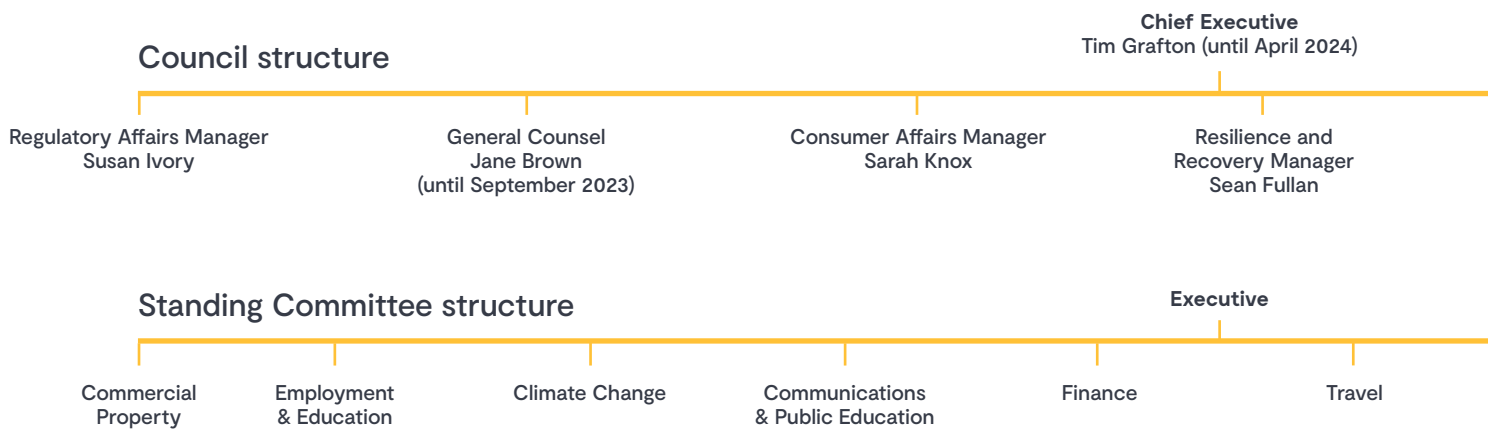 Council structure
Chief Executive
Tim Grafton (until April 2024)
Regulatory Affairs Manager
Susan Ivory
General Counsel
Jane Brown
(until September 2023)
Consumer Affairs Manager
Sarah Knox
Resilience and
Recovery Manager
Sean Fullan
Standing Committee structure
Executive
Commercial
Property
Employment
& Education
Climate Change
Communications
& Public Education
Finance
Travel